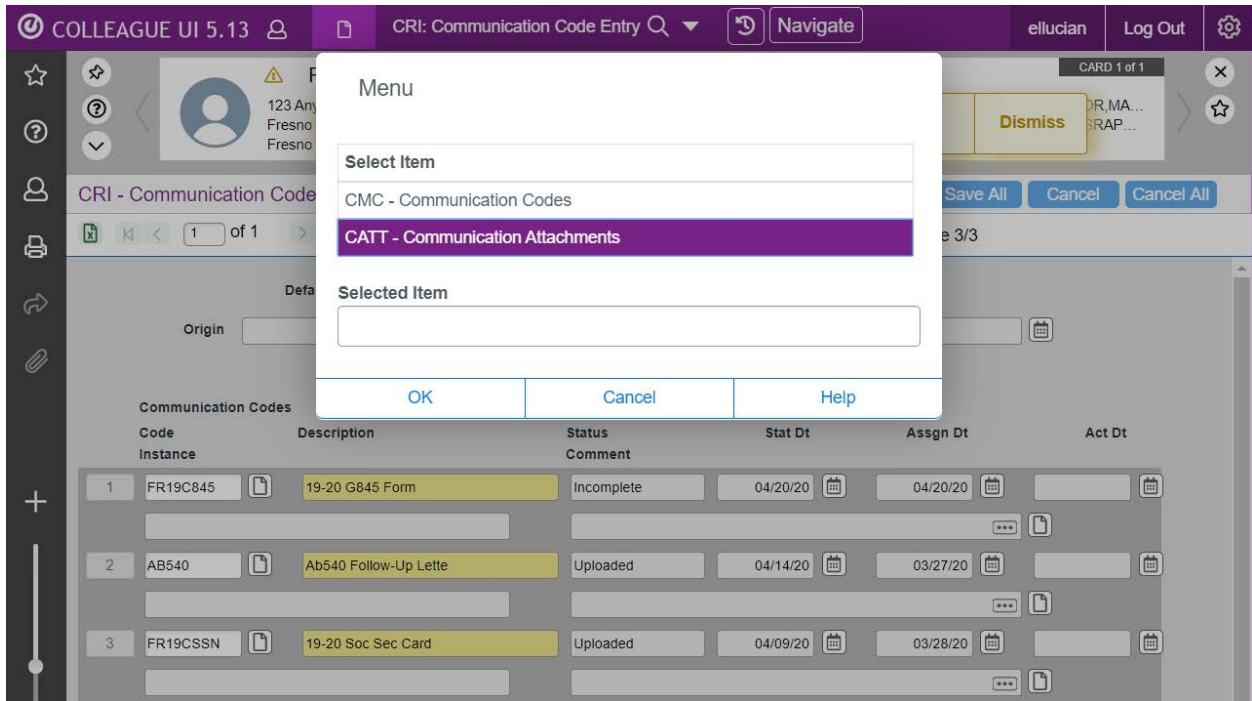 COLLEAGUE UI 5.13
CRI: Communication Code Entry
Navigate
ellucian
Log Out
CARD 1 of 1
123 Any
Fresno
Fresno
OR,MA...
SRAP...
Dismiss
Menu
Select Item
CMC - Communication Codes
CATT - Communication Attachments
Selected Item
OK
Cancel
Help
CRI - Communication Code
Save All
Cancel
Cancel All
1 of 1
e 3/3
Defa
Origin
Communication Codes
Code Description Status Stat Dt Assgn Dt Act Dt
Instance Comment
1 FR19C845 19-20 G845 Form Incomplete 04/20/20 04/20/20
2 AB540 Ab540 Follow-Up Lette Uploaded 04/14/20 03/27/20
3 FR19CSSN 19-20 Soc Sec Card Uploaded 04/09/20 03/28/20